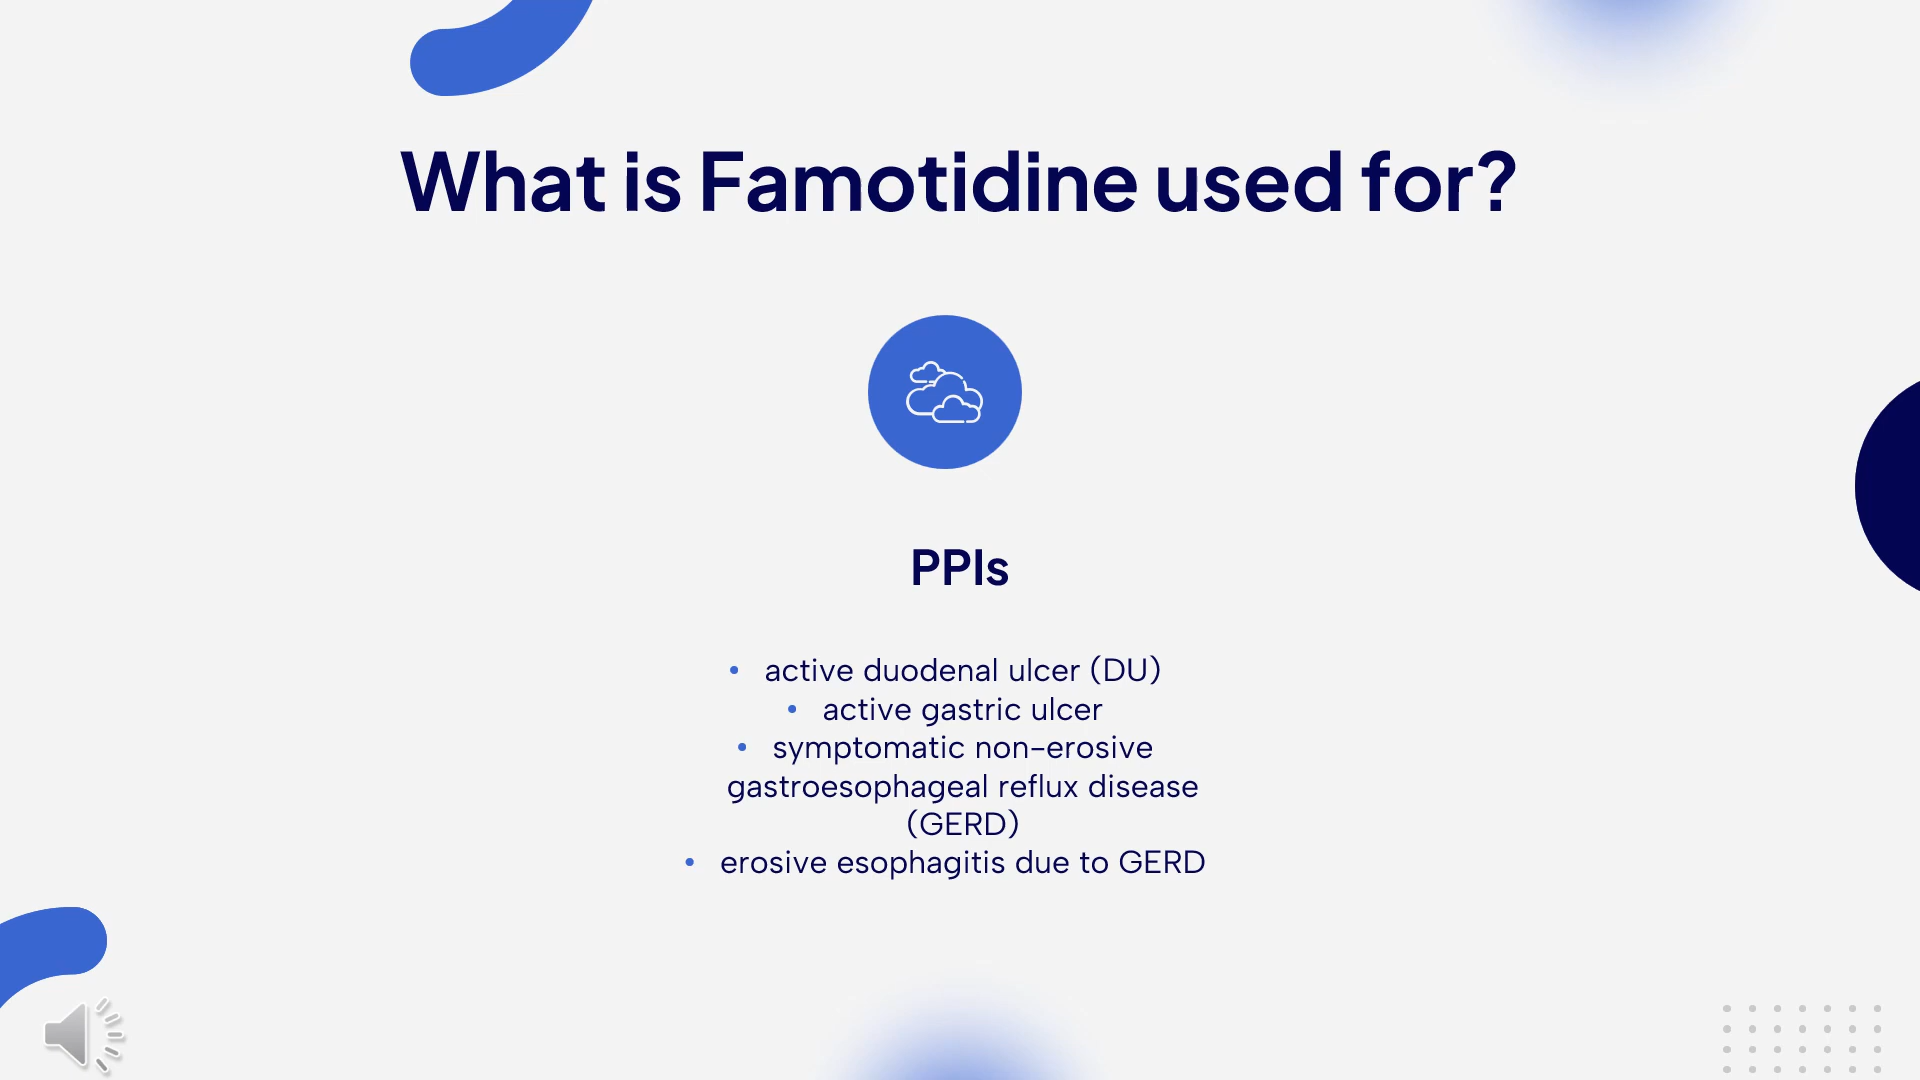 What is Famotidine used for?
PPIs
• active duodenal ulcer (DU)
• active gastric ulcer
• symptomatic non-erosive
gastroesophageal reflux disease
(GERD)
• erosive esophagitis due to GERD